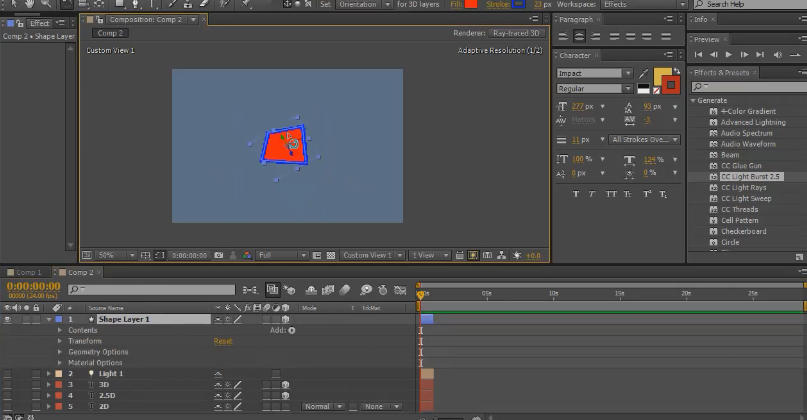 Set: Orientation for 3D layers Fill: Stroke: 23 px Workspace: Effects Search Help
Effect
Comp 2 • Shape Layer 1
Composition: Comp 2
Comp 2
Renderer: Ray-traced 3D
Custom View 1
Adaptive Resolution (1/2)
50% 0:00:00:00 Full Custom View 1 1 View +0.0
Paragraph
Character
Impact
Regular
277 px 93 px
Metrics -3
11 px All Strokes Ove...
100% 124%
0 px 0%
T T TT Tr T¹ T₁
Info
Preview
Effects & Presets
Generate
4-Color Gradient
Advanced Lightning
Audio Spectrum
Audio Waveform
Beam
CC Glue Gun
CC Light Burst 2.5
CC Light Rays
CC Light Sweep
CC Threads
Cell Pattern
Checkerboard
Circle
Comp 1 Comp 2
0:00:00:00
00000 (24.00 fps)
# Source Name Mode T TrkMat
1 Shape Layer 1
Contents Add:
Transform Reset
Geometry Options
Material Options
2 Light 1
3 3D
4 2.5D
5 2D Normal None
05s 10s 15s 20s 25s